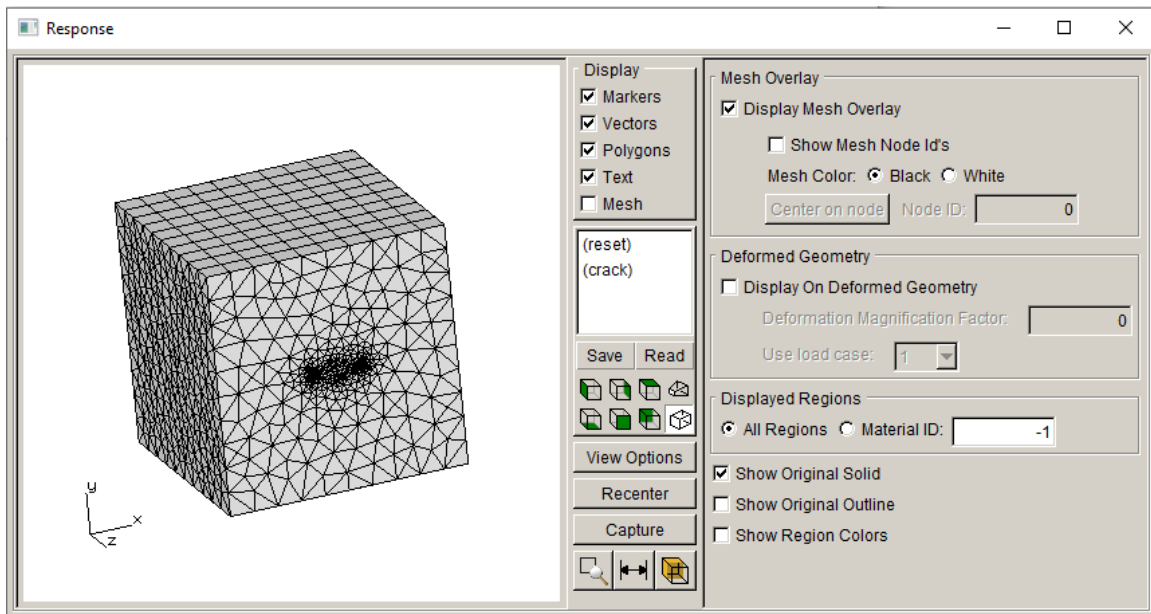 Response
y
x
z
Display
Markers
Vectors
Polygons
Text
Mesh
(reset)
(crack)
Save Read
View Options
Recenter
Capture
Mesh Overlay
Display Mesh Overlay
Show Mesh Node Id's
Mesh Color: Black White
Center on node Node ID: 0
Deformed Geometry
Display On Deformed Geometry
Deformation Magnification Factor: 0
Use load case: 1
Displayed Regions
All Regions Material ID: -1
Show Original Solid
Show Original Outline
Show Region Colors